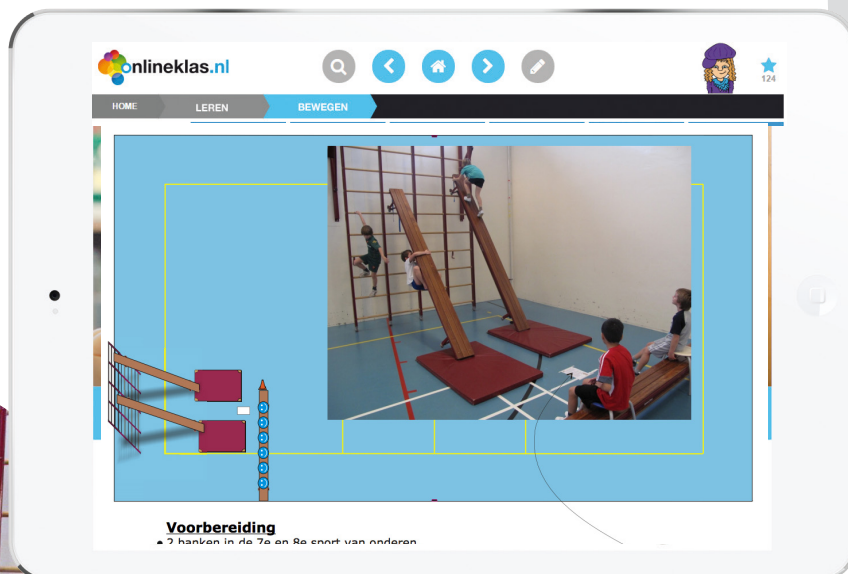 onlineklas.nl
124
HOME LEREN BEWEGEN
Voorbereiding
• 2 banken in de 7e en 8e sport van onderen